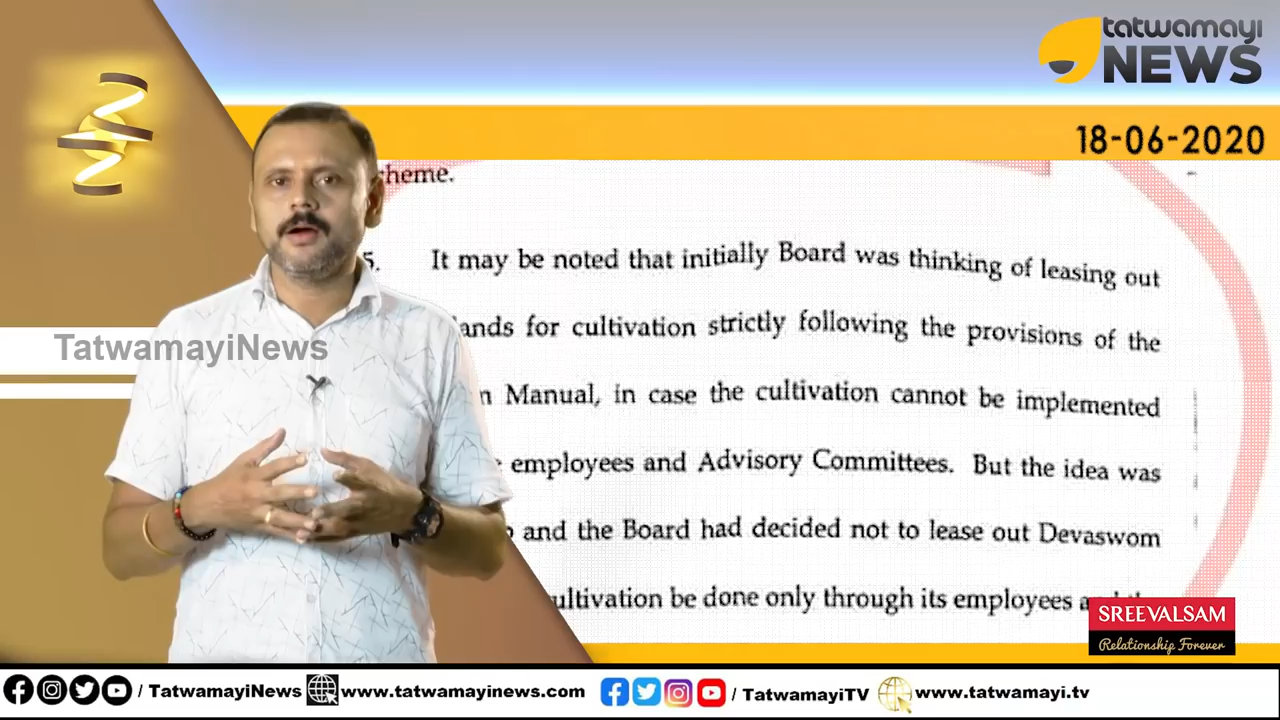 tatwamayi
NEWS
18-06-2020
heme.
5. It may be noted that initially Board was thinking of leasing out
lands for cultivation strictly following the provisions of the
n Manual, in case the cultivation cannot be implemented
employees and Advisory Committees. But the idea was
and the Board had decided not to lease out Devaswom
ultivation be done only through its employees
TatwamayiNews
SREEVALSAM
Relationship Forever
/ TatwamayiNews www.tatwamayinews.com / TatwamayiTV www.tatwamayi.tv